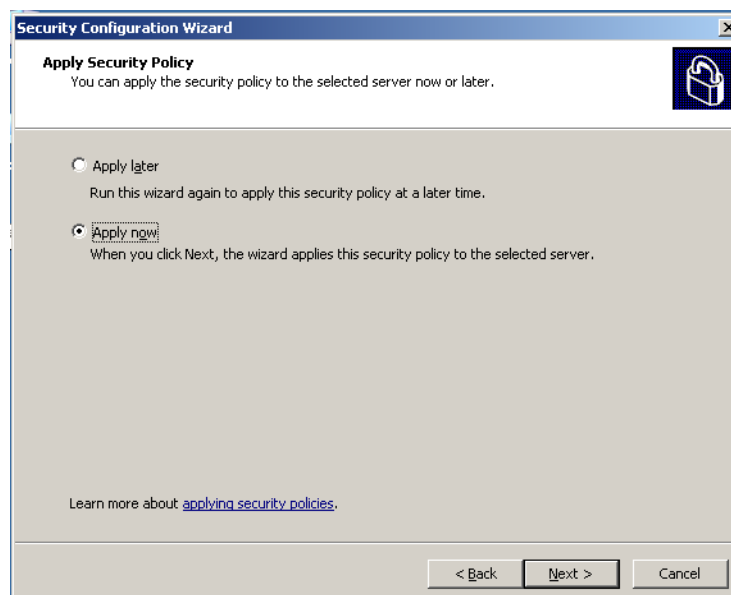 Security Configuration Wizard
Apply Security Policy
You can apply the security policy to the selected server now or later.
Apply later
Run this wizard again to apply this security policy at a later time.
Apply now
When you click Next, the wizard applies this security policy to the selected server.
Learn more about applying security policies.
< Back Next > Cancel